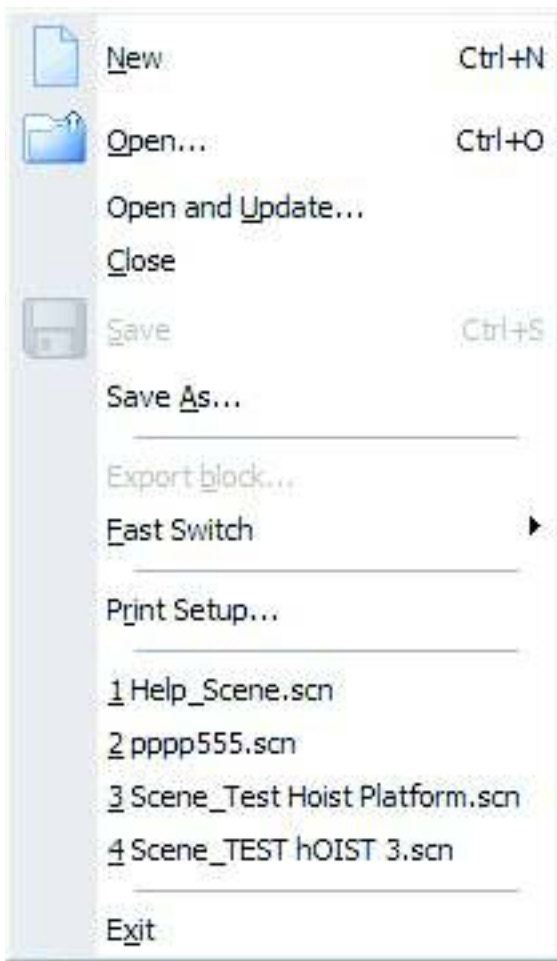 New Ctrl+N
Open... Ctrl+O
Open and Update...
Close
Save Ctrl+S
Save As...
Export block...
Fast Switch
Print Setup...
1 Help_Scene.scn
2 pppp555.scn
3 Scene_Test Hoist Platform.scn
4 Scene_TEST hOIST 3.scn
Exit